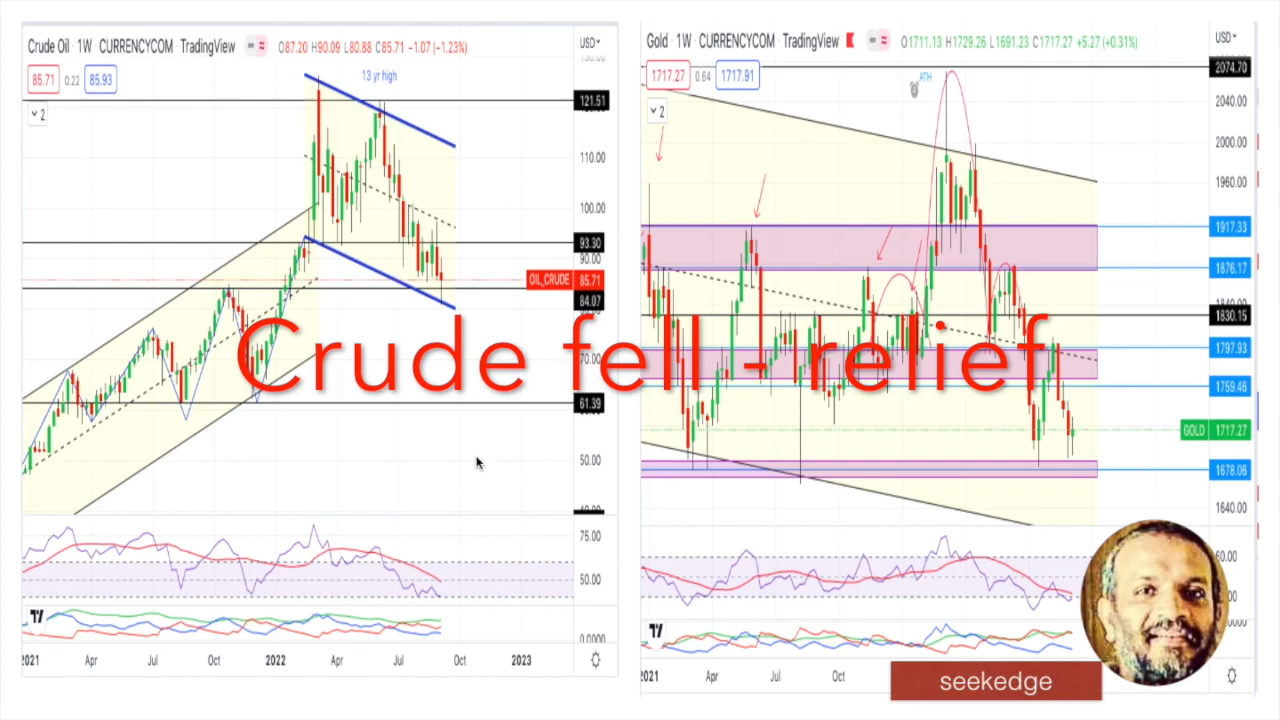 Crude Oil · 1W · CURRENCYCOM · TradingView
O87.20 H90.09 L80.88 C85.71 −1.07 (−1.23%)
USD
85.71 0.22 85.93
13 yr high
2
121.51
110.00
100.00
93.30
90.00
OIL_CRUDE 85.71
84.07
70.00
61.39
50.00
40.00
75.00
50.00
0.0000
2021 Apr Jul Oct 2022 Apr Jul Oct 2023
Gold · 1W · CURRENCYCOM · TradingView
O1711.13 H1729.26 L1691.23 C1717.27 +5.27 (+0.31%)
USD
1717.27 0.64 1717.91
ATH
2
2074.70
2040.00
2000.00
1960.00
1917.33
1876.17
1840.00
1830.15
1797.93
1759.46
GOLD 1717.27
1678.06
1640.00
60.00
2021 Apr Jul Oct
Crude fell - relief
seekedge